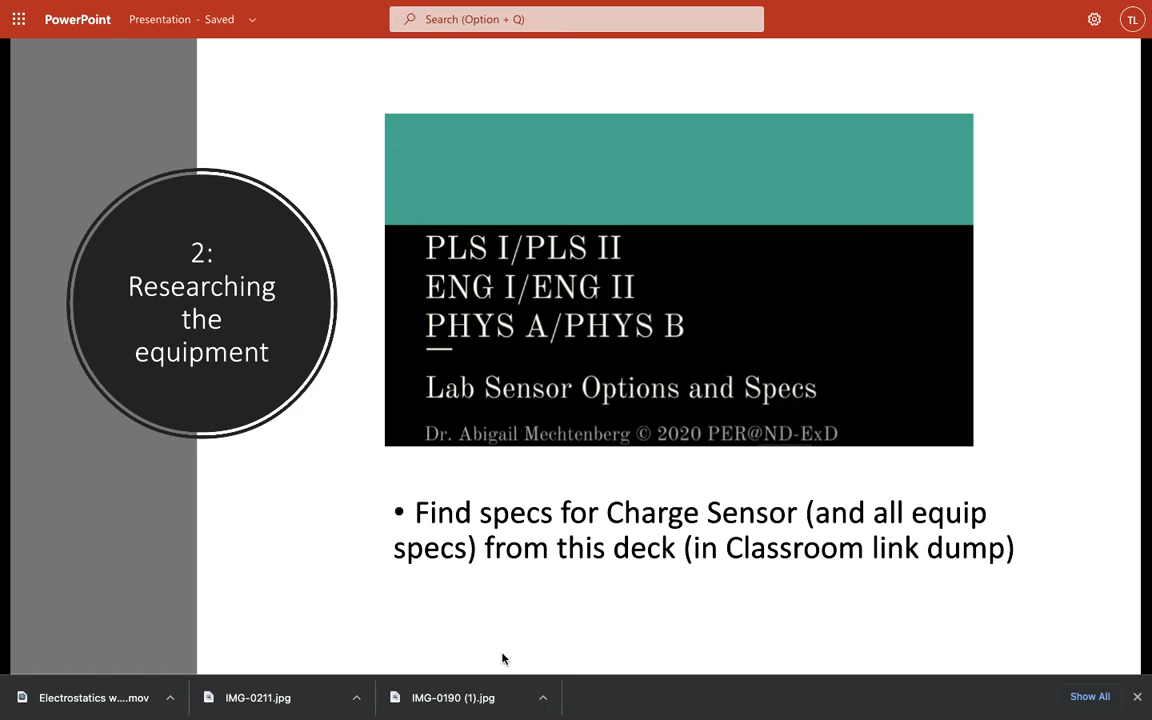 PowerPoint
Presentation - Saved
Search (Option + Q)
TL
2:
Researching
the
equipment
PLS I/PLS II
ENG I/ENG II
PHYS A/PHYS B
Lab Sensor Options and Specs
Dr. Abigail Mechtenberg © 2020 PER@ND-ExD
• Find specs for Charge Sensor (and all equip
specs) from this deck (in Classroom link dump)
Electrostatics w....mov
IMG-0211.jpg
IMG-0190 (1).jpg
Show All